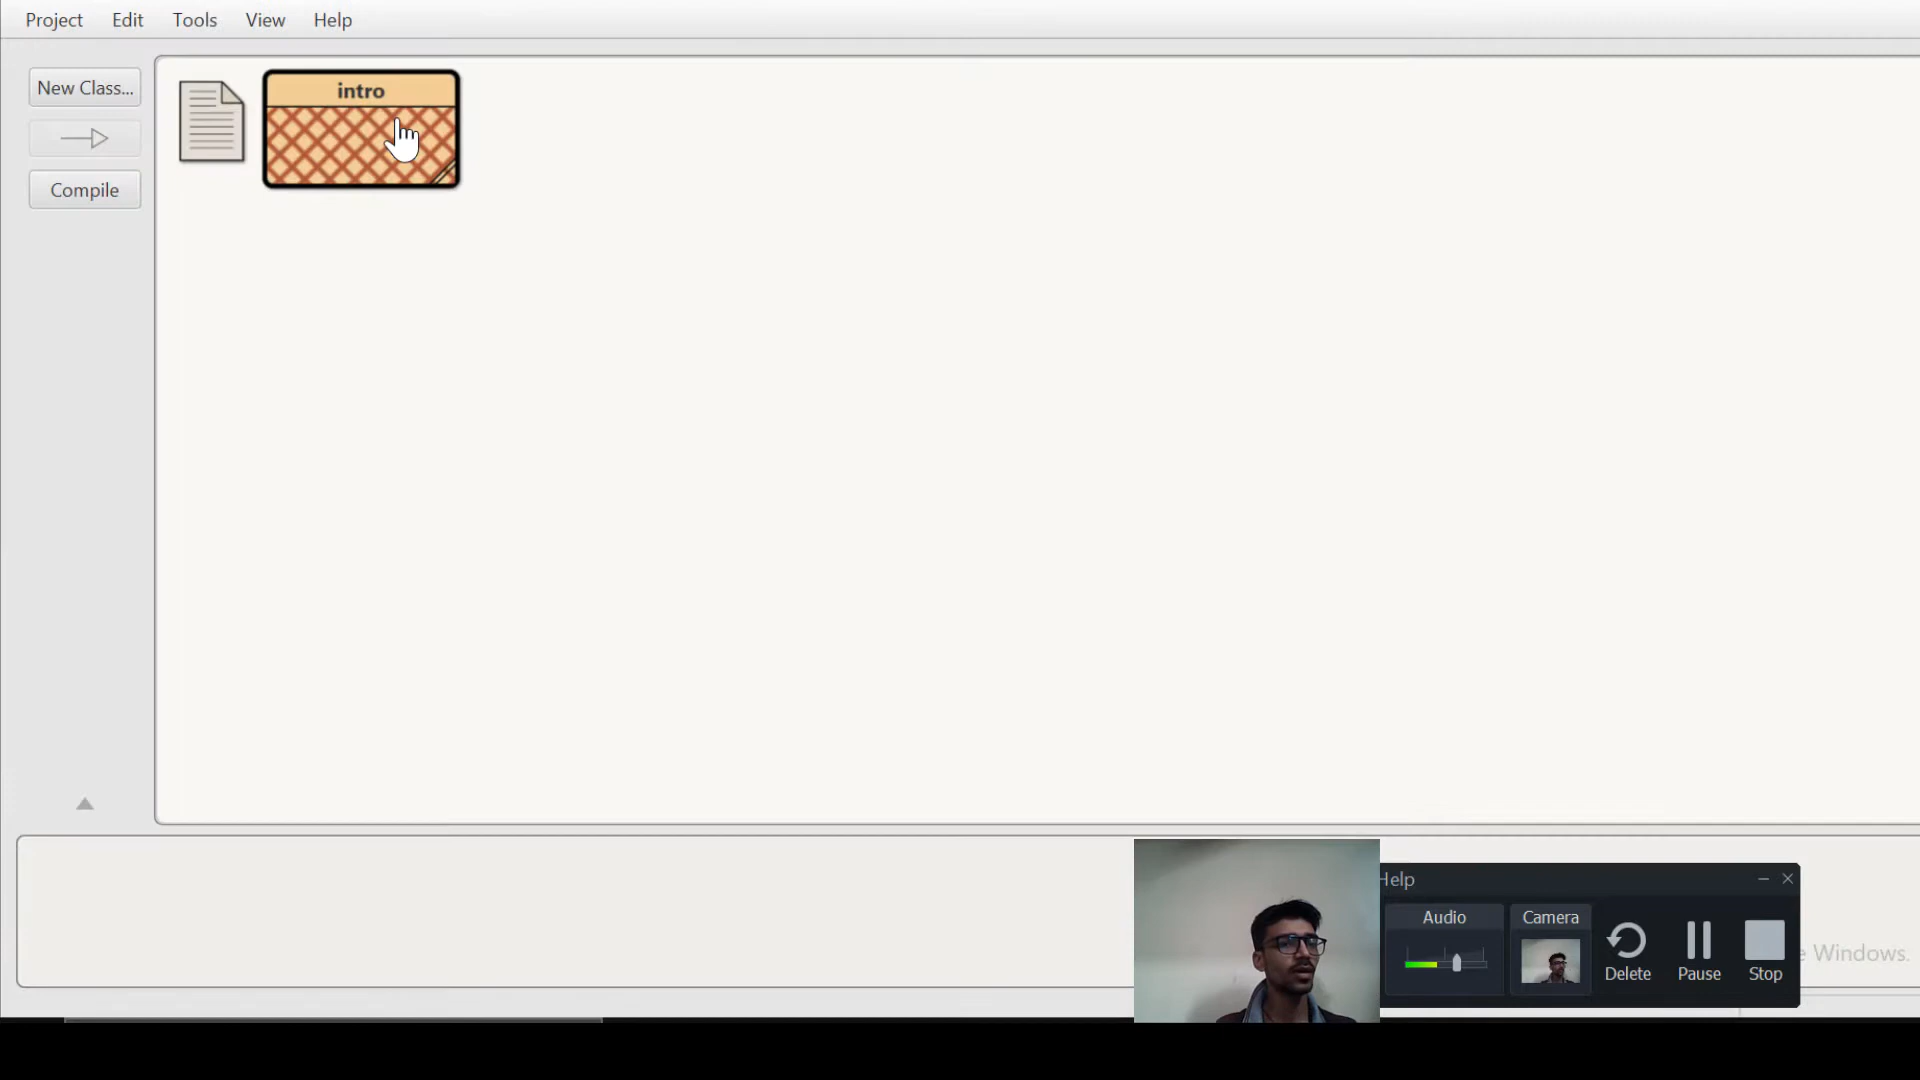 Project Edit Tools View Help
New Class...
intro
Compile
Help
Audio
Camera
Delete
Pause
Stop
Windows.